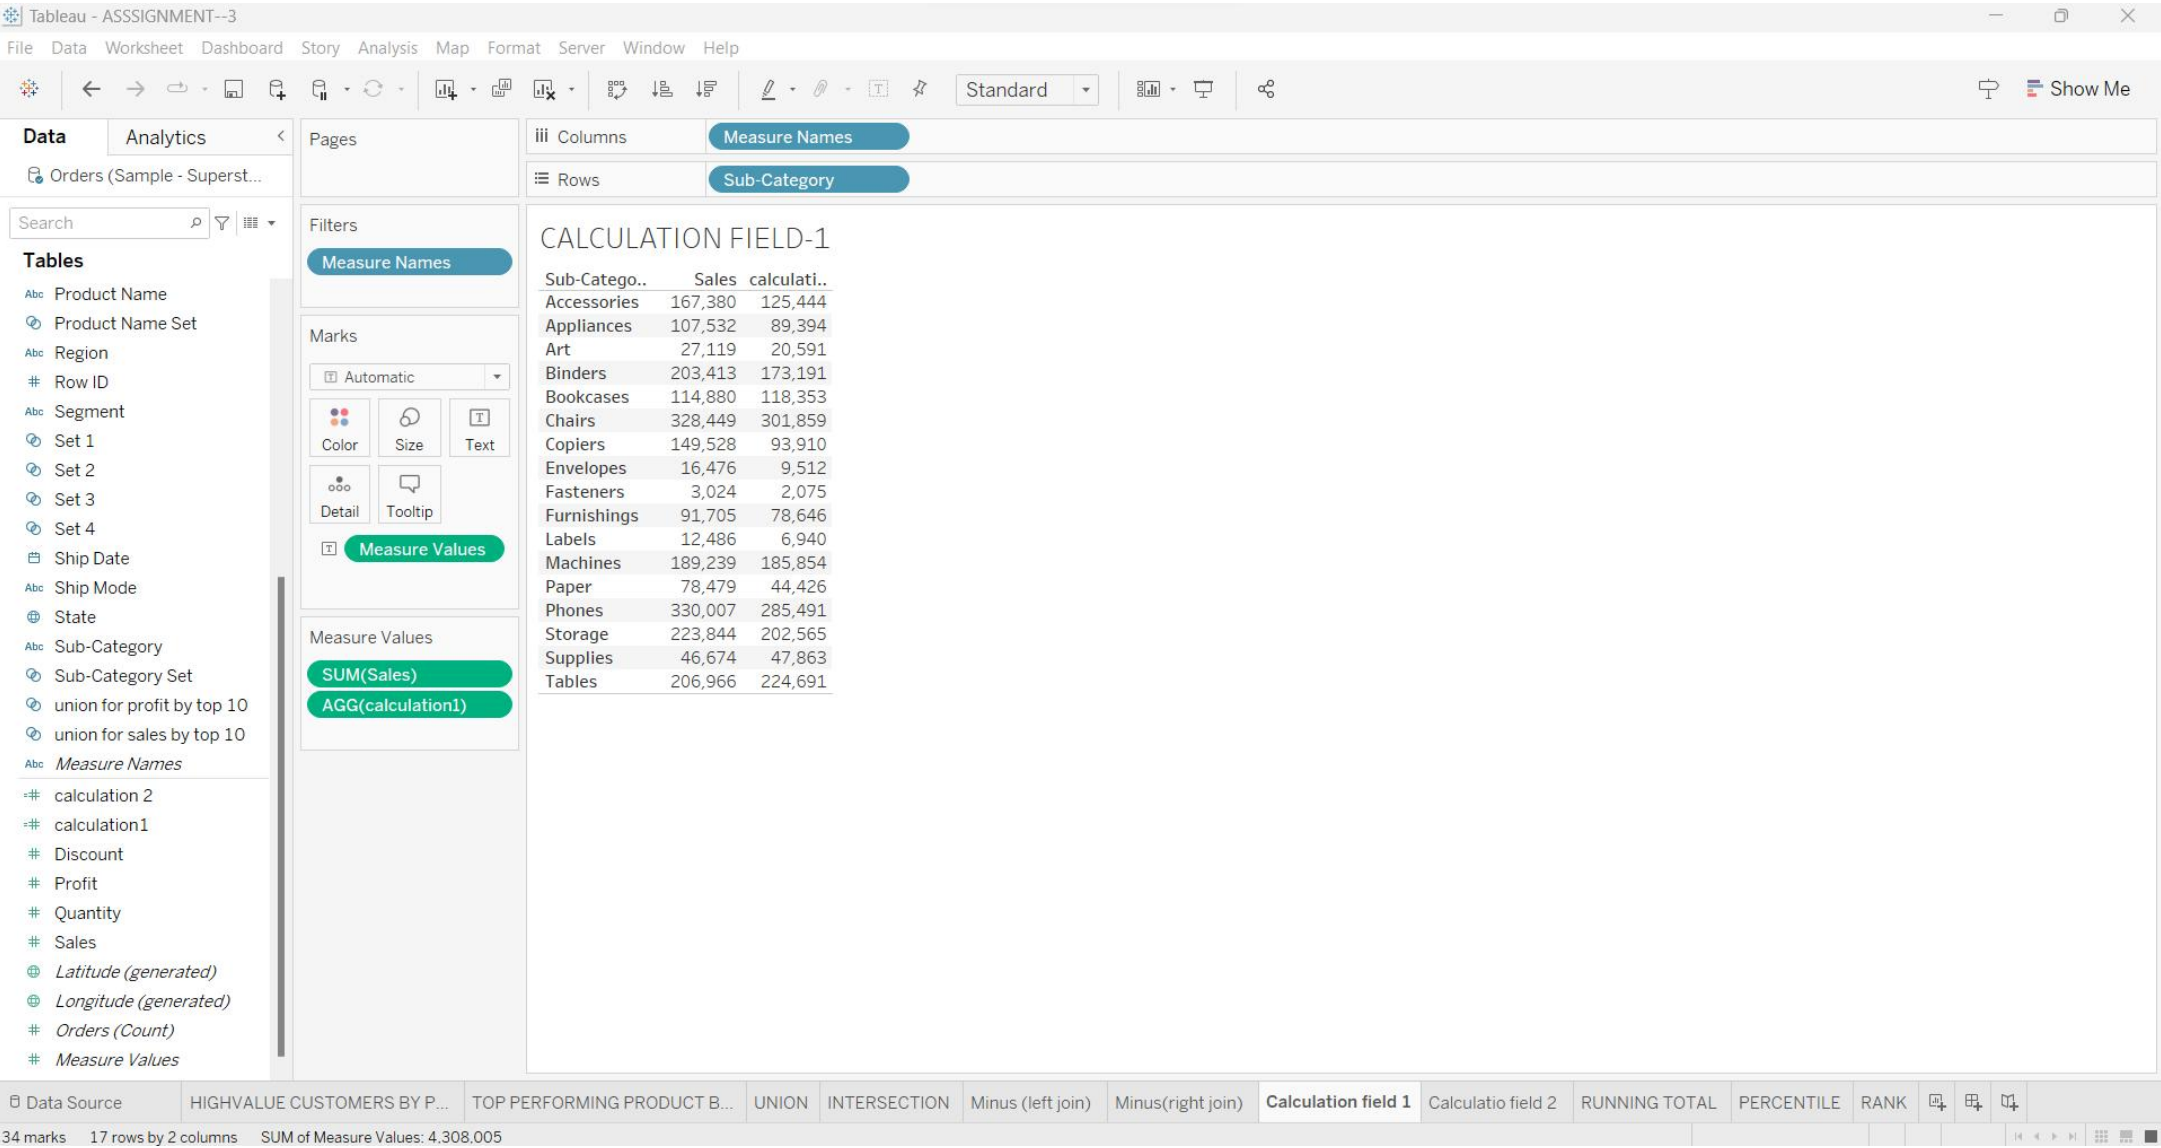 Tableau - ASSSIGNMENT--3
File Data Worksheet Dashboard Story Analysis Map Format Server Window Help
Standard
Show Me
Data Analytics
Orders (Sample - Superst...
Search
Tables
Abc Product Name
Product Name Set
Abc Region
# Row ID
Abc Segment
Set 1
Set 2
Set 3
Set 4
Ship Date
Abc Ship Mode
State
Abc Sub-Category
Sub-Category Set
union for profit by top 10
union for sales by top 10
Abc Measure Names
=# calculation 2
=# calculation1
# Discount
# Profit
# Quantity
# Sales
Latitude (generated)
Longitude (generated)
# Orders (Count)
# Measure Values
Pages
Filters
Measure Names
Marks
T Automatic
Color Size T Text
Detail Tooltip
T Measure Values
Measure Values
SUM(Sales)
AGG(calculation1)
iii Columns Measure Names
Rows Sub-Category
CALCULATION FIELD-1
Sub-Catego.. Sales calculati..
Accessories 167,380 125,444
Appliances 107,532 89,394
Art 27,119 20,591
Binders 203,413 173,191
Bookcases 114,880 118,353
Chairs 328,449 301,859
Copiers 149,528 93,910
Envelopes 16,476 9,512
Fasteners 3,024 2,075
Furnishings 91,705 78,646
Labels 12,486 6,940
Machines 189,239 185,854
Paper 78,479 44,426
Phones 330,007 285,491
Storage 223,844 202,565
Supplies 46,674 47,863
Tables 206,966 224,691
Data Source HIGHVALUE CUSTOMERS BY P... TOP PERFORMING PRODUCT B... UNION INTERSECTION Minus (left join) Minus(right join) Calculation field 1 Calculatio field 2 RUNNING TOTAL PERCENTILE RANK
34 marks 17 rows by 2 columns SUM of Measure Values: 4,308,005